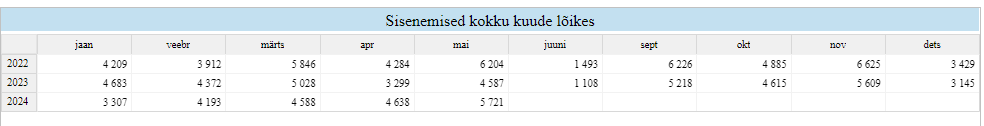 Sisenemised kokku kuude lõikes
jaan veebr märts apr mai juuni sept okt nov dets
2022 4 209 3 912 5 846 4 284 6 204 1 493 6 226 4 885 6 625 3 429
2023 4 683 4 372 5 028 3 299 4 587 1 108 5 218 4 615 5 609 3 145
2024 3 307 4 193 4 588 4 638 5 721